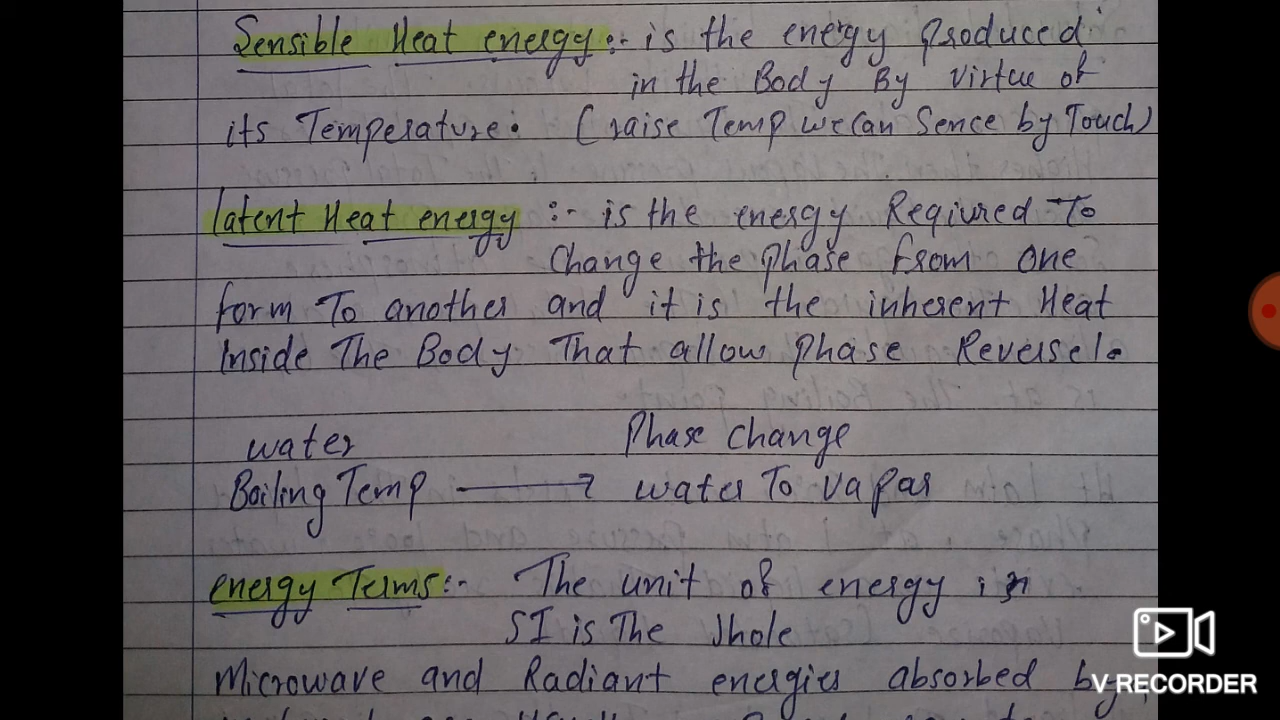 Sensible Heat energy :- is the energy produced
in the Body By virtue of
its Temperature. (raise Temp we Can Sence by Touch)
latent Heat energy :- is the energy Reqiured To
Change the phase from one
form To another and it is the inherent Heat
Inside The Body That allow phase Reversel.
water Phase change
Boiling Temp → water To vapar
energy Terms:- The unit of energy in
SI is The Jhole
Microwave and Radiant energies absorbed by
V RECORDER